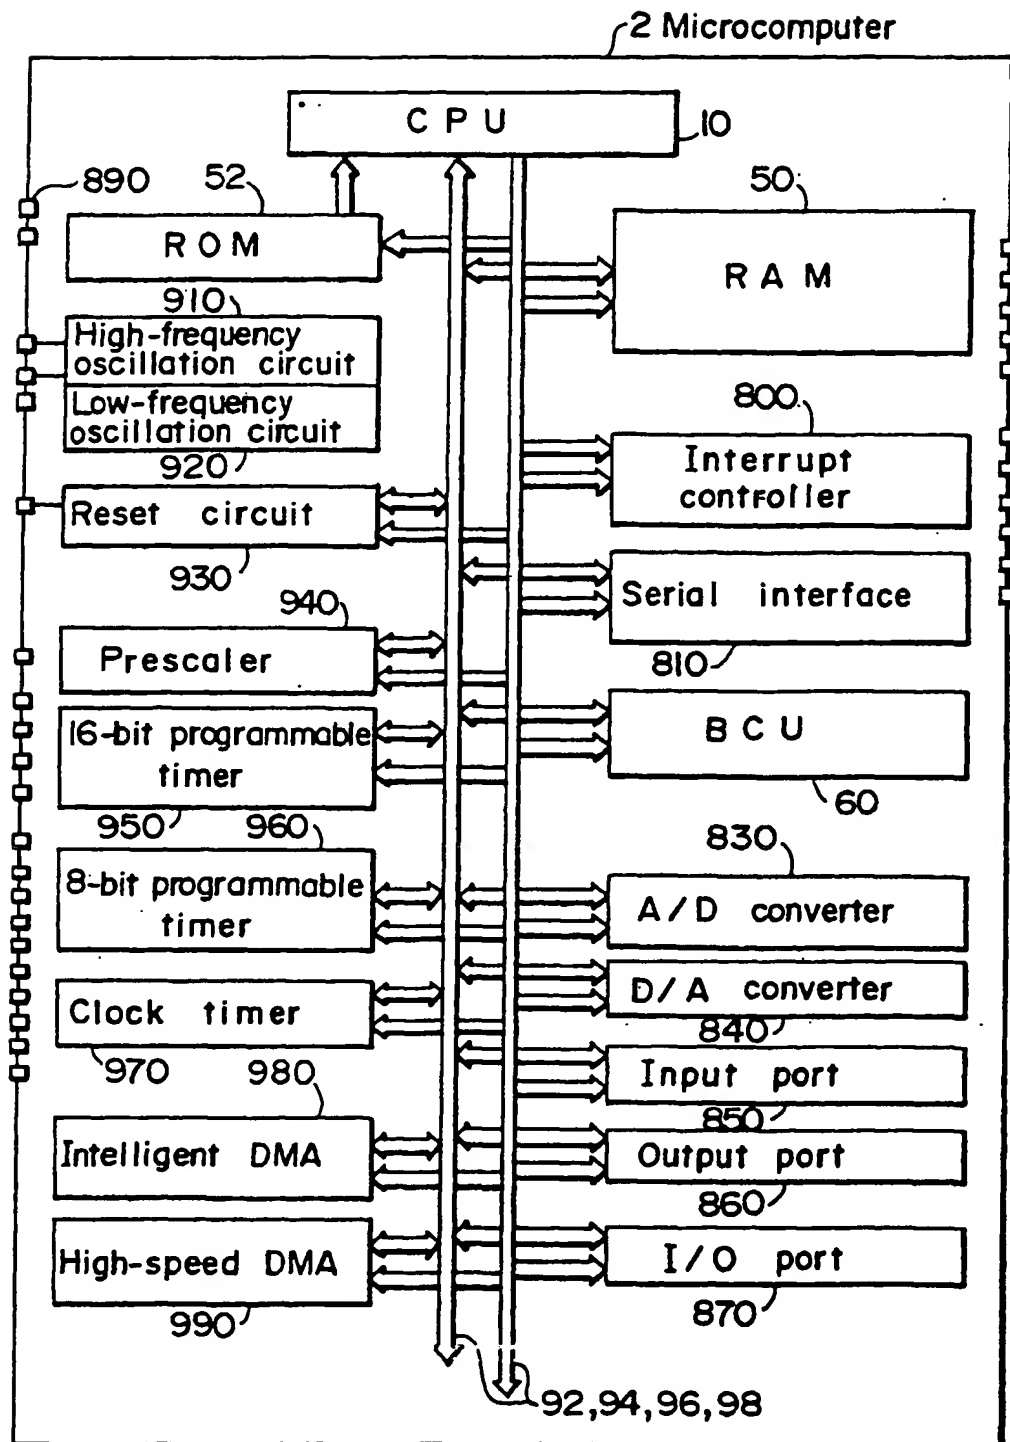 2 Microcomputer
CPU
10
890
52
50
ROM
RAM
910
High-frequency
oscillation circuit
Low-frequency
oscillation circuit
920
800
Interrupt
controller
Reset circuit
930
Serial interface
810
940
Prescaler
16-bit programmable
timer
950
BCU
60
960
8-bit programmable
timer
830
A/D converter
D/A converter
840
Clock timer
970
Input port
850
980
Intelligent DMA
Output port
860
High-speed DMA
990
I/O port
870
92,94,96,98